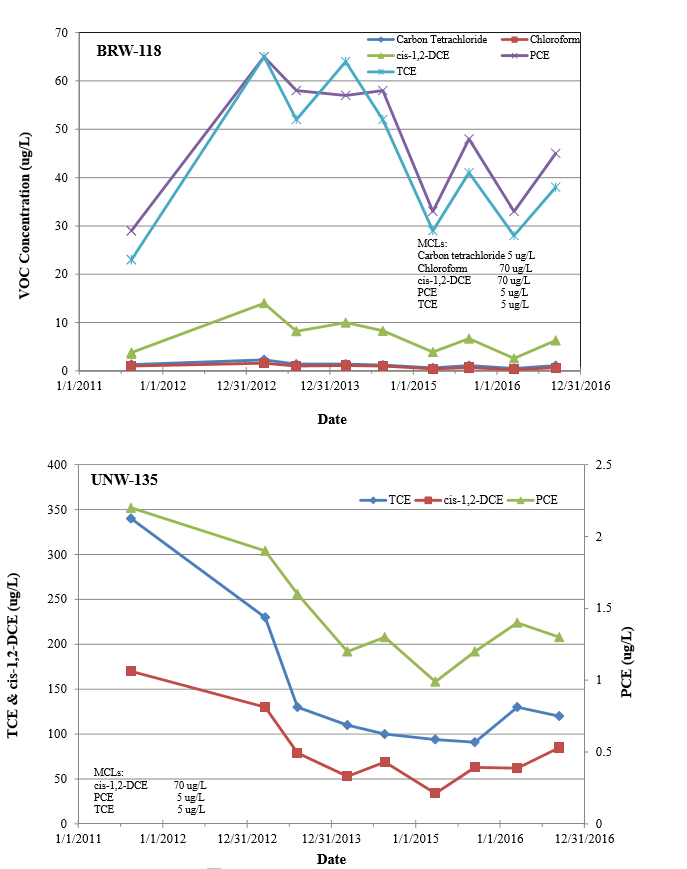 BRW-118
Carbon Tetrachloride Chloroform
cis-1,2-DCE PCE
TCE
VOC Concentration (ug/L)
70
60
50
40
30
20
10
0
MCLs:
Carbon tetrachloride 5 ug/L
Chloroform 70 ug/L
cis-1,2-DCE 70 ug/L
PCE 5 ug/L
TCE 5 ug/L
1/1/2011 1/1/2012 12/31/2012 12/31/2013 1/1/2015 1/1/2016 12/31/2016
Date
UNW-135
TCE cis-1,2-DCE PCE
TCE & cis-1,2-DCE (ug/L)
400
350
300
250
200
150
100
50
0
MCLs:
cis-1,2-DCE 70 ug/L
PCE 5 ug/L
TCE 5 ug/L
2.5
2
1.5
1
0.5
0
PCE (ug/L)
1/1/2011 1/1/2012 12/31/2012 12/31/2013 1/1/2015 1/1/2016 12/31/2016
Date